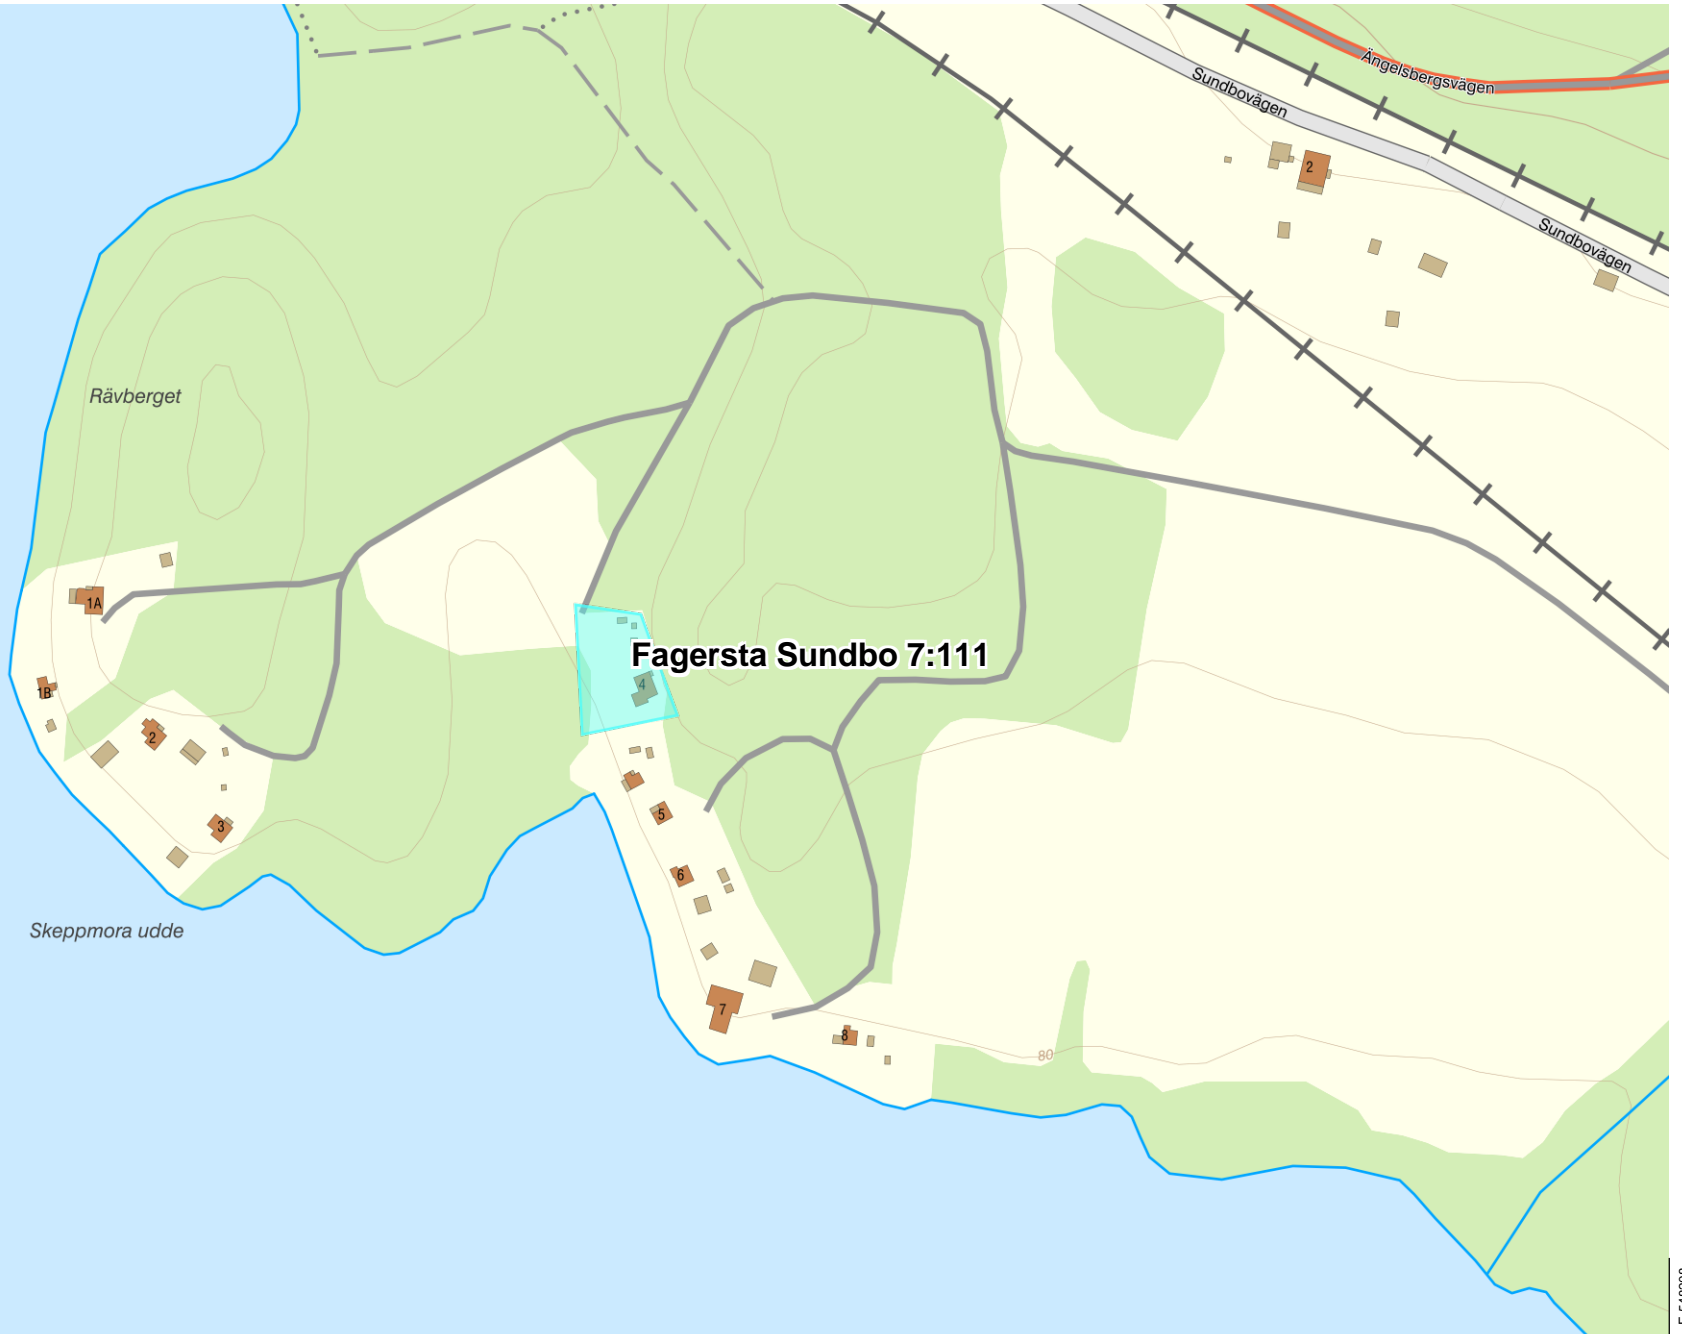 Ängelsbergsvägen
Sundbovägen
2
Sundbovägen
Rävberget
1A
Fagersta Sundbo 7:111
4
1B
2
5
3
6
Skeppmora udde
7
8
80